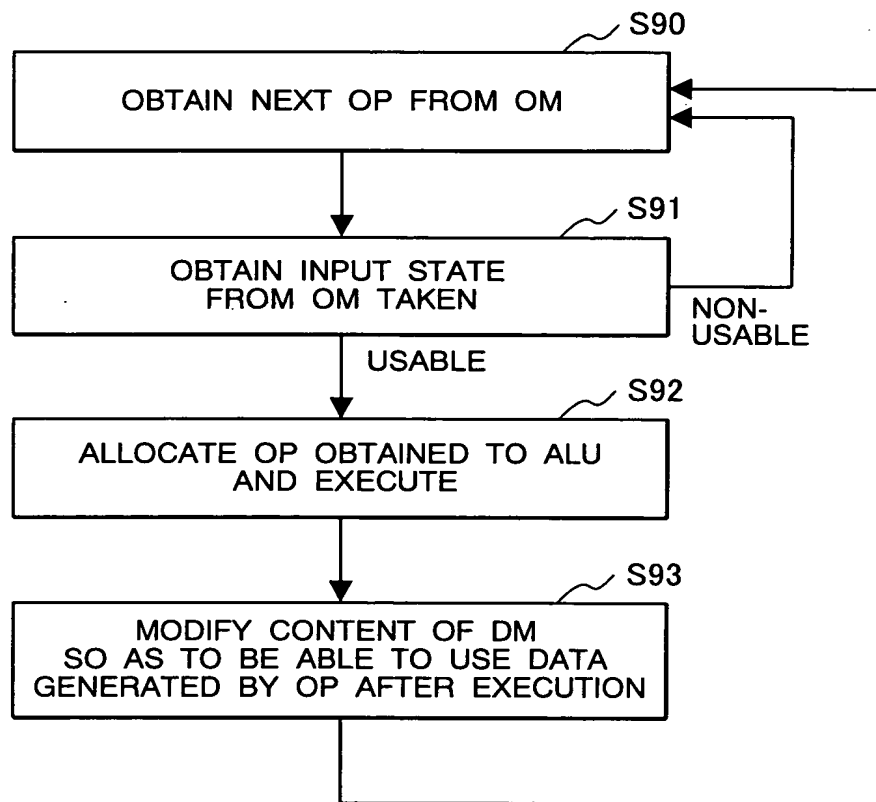 S90
OBTAIN NEXT OP FROM OM
S91
OBTAIN INPUT STATE
FROM OM TAKEN
NON-
USABLE
USABLE
S92
ALLOCATE OP OBTAINED TO ALU
AND EXECUTE
S93
MODIFY CONTENT OF DM
SO AS TO BE ABLE TO USE DATA
GENERATED BY OP AFTER EXECUTION